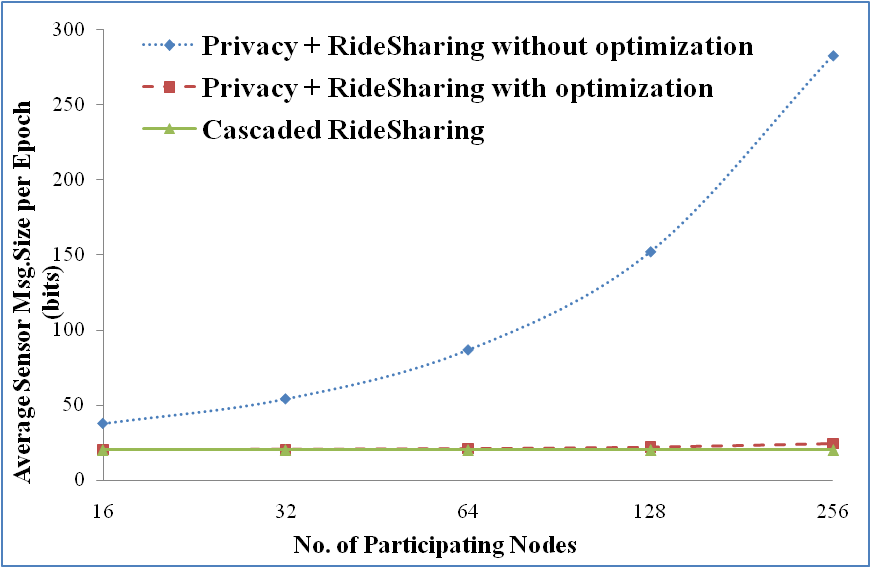 300
250
200
150
100
50
0
Average Sensor Msg.Size per Epoch
(bits)
Privacy + RideSharing without optimization
Privacy + RideSharing with optimization
Cascaded RideSharing
16 32 64 128 256
No. of Participating Nodes